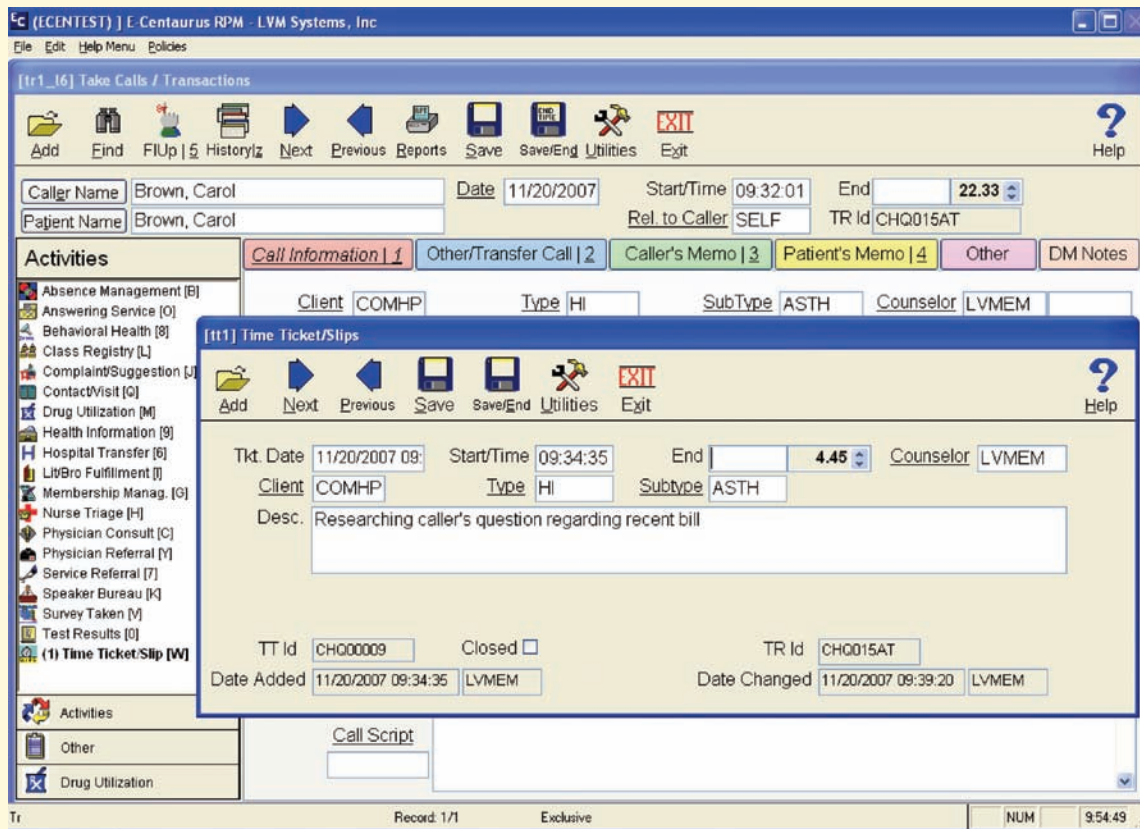 (ECENTEST) ] E-Centaurus RPM - LVM Systems, Inc
File Edit Help Menu Policies
[tr1_l6] Take Calls / Transactions
Add Find FlUp | 5 History|z Next Previous Reports Save Save/End Utilities Exit Help
Caller Name Brown, Carol Date 11/20/2007 Start/Time 09:32:01 End 22.33
Patient Name Brown, Carol Rel. to Caller SELF TR Id CHQ015AT
Activities Call Information | 1 Other/Transfer Call | 2 Caller's Memo | 3 Patient's Memo | 4 Other DM Notes
Client COMHP Type HI SubType ASTH Counselor LVMEM
Absence Management [B]
Answering Service [O]
Behavioral Health [8]
Class Registry [L]
Complaint/Suggestion [J]
Contact/Visit [Q]
Drug Utilization [M]
Health Information [9]
Hospital Transfer [6]
Lit/Bro Fulfillment [I]
Membership Manag. [G]
Nurse Triage [H]
Physician Consult [C]
Physician Referral [Y]
Service Referral [7]
Speaker Bureau [K]
Survey Taken [V]
Test Results [0]
(1) Time Ticket/Slip [W]
Activities
Other
Drug Utilization
[tt1] Time Ticket/Slips
Add Next Previous Save Save/End Utilities Exit Help
Tkt. Date 11/20/2007 09: Start/Time 09:34:35 End 4.45 Counselor LVMEM
Client COMHP Type HI Subtype ASTH
Desc. Researching caller's question regarding recent bill
TT Id CHQ00009 Closed TR Id CHQ015AT
Date Added 11/20/2007 09:34:35 LVMEM Date Changed 11/20/2007 09:39:20 LVMEM
Call Script
Tr Record: 1/1 Exclusive NUM 9:54:49